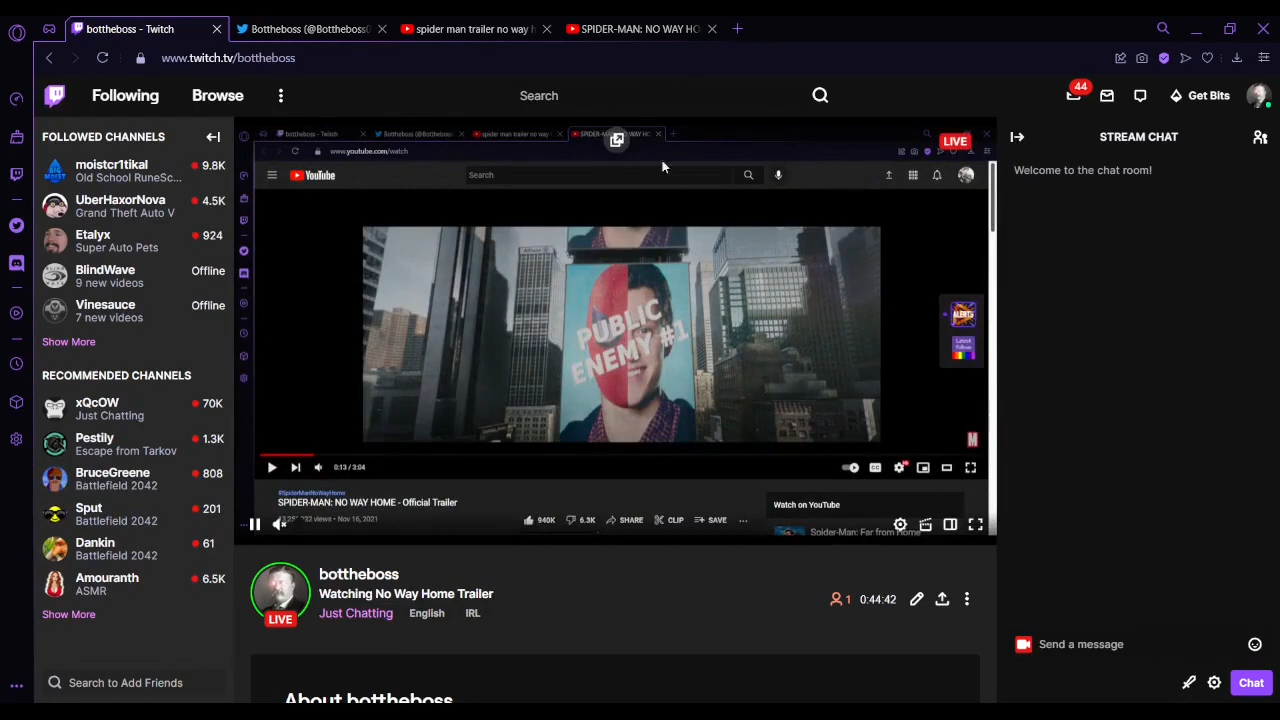 bottheboss - Twitch
Bottheboss (@Bottheboss0
spider man trailer no way h
SPIDER-MAN: NO WAY HO
www.twitch.tv/bottheboss
Following
Browse
Search
44
Get Bits
FOLLOWED CHANNELS
moistcr1tikal
9.8K
Old School RuneSc...
UberHaxorNova
4.5K
Grand Theft Auto V
Etalyx
924
Super Auto Pets
BlindWave
Offline
9 new videos
Vinesauce
Offline
7 new videos
Show More
RECOMMENDED CHANNELS
xQcOW
70K
Just Chatting
Pestily
1.3K
Escape from Tarkov
BruceGreene
808
Battlefield 2042
Sput
201
Battlefield 2042
Dankin
61
Battlefield 2042
Amouranth
6.5K
ASMR
Show More
Search to Add Friends
bottheboss - Twitch
Bottheboss (@Bottheboss
spider man trailer no way
SPIDER-MAN: NO WAY HO
www.youtube.com/watch
LIVE
YouTube
Search
PUBLIC
ENEMY #1
ALERTS
Latest
Follow
M
0:13 / 3:04
CC
#SpiderManNoWayHome
SPIDER-MAN: NO WAY HOME - Official Trailer
views • Nov 16, 2021
940K
6.3K
SHARE
CLIP
SAVE
Watch on YouTube
Spider-Man: Far from Home
LIVE
bottheboss
Watching No Way Home Trailer
Just Chatting
English
IRL
1
0:44:42
About bottheboss
STREAM CHAT
Welcome to the chat room!
Send a message
Chat